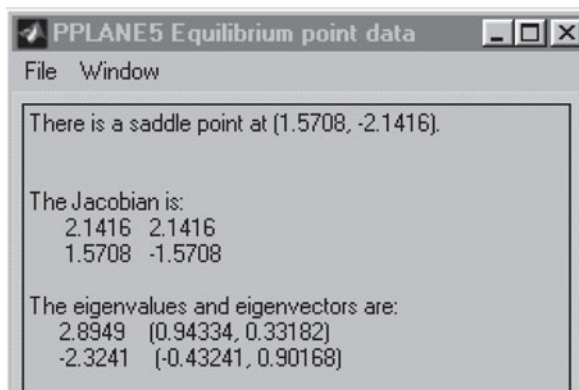 PPLANE5 Equilibrium point data
File Window
There is a saddle point at (1.5708, -2.1416).
The Jacobian is:
2.1416 2.1416
1.5708 -1.5708
The eigenvalues and eigenvectors are:
2.8949 (0.94334, 0.33182)
-2.3241 (-0.43241, 0.90168)